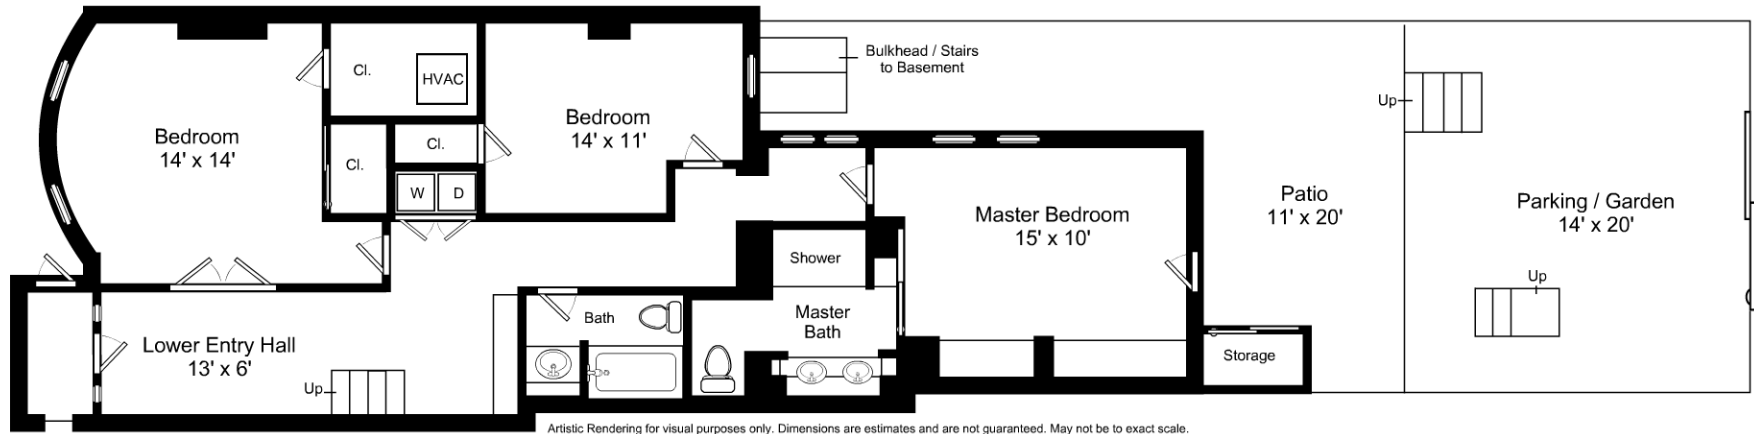 Bedroom
14' x 14'
Cl.
HVAC
Cl.
Cl.
W
D
Bedroom
14' x 11'
Bulkhead / Stairs
to Basement
Lower Entry Hall
13' x 6'
Up
Bath
Shower
Master
Bath
Master Bedroom
15' x 10'
Storage
Patio
11' x 20'
Up
Parking / Garden
14' x 20'
Up
Artistic Rendering for visual purposes only. Dimensions are estimates and are not guaranteed. May not be to exact scale.